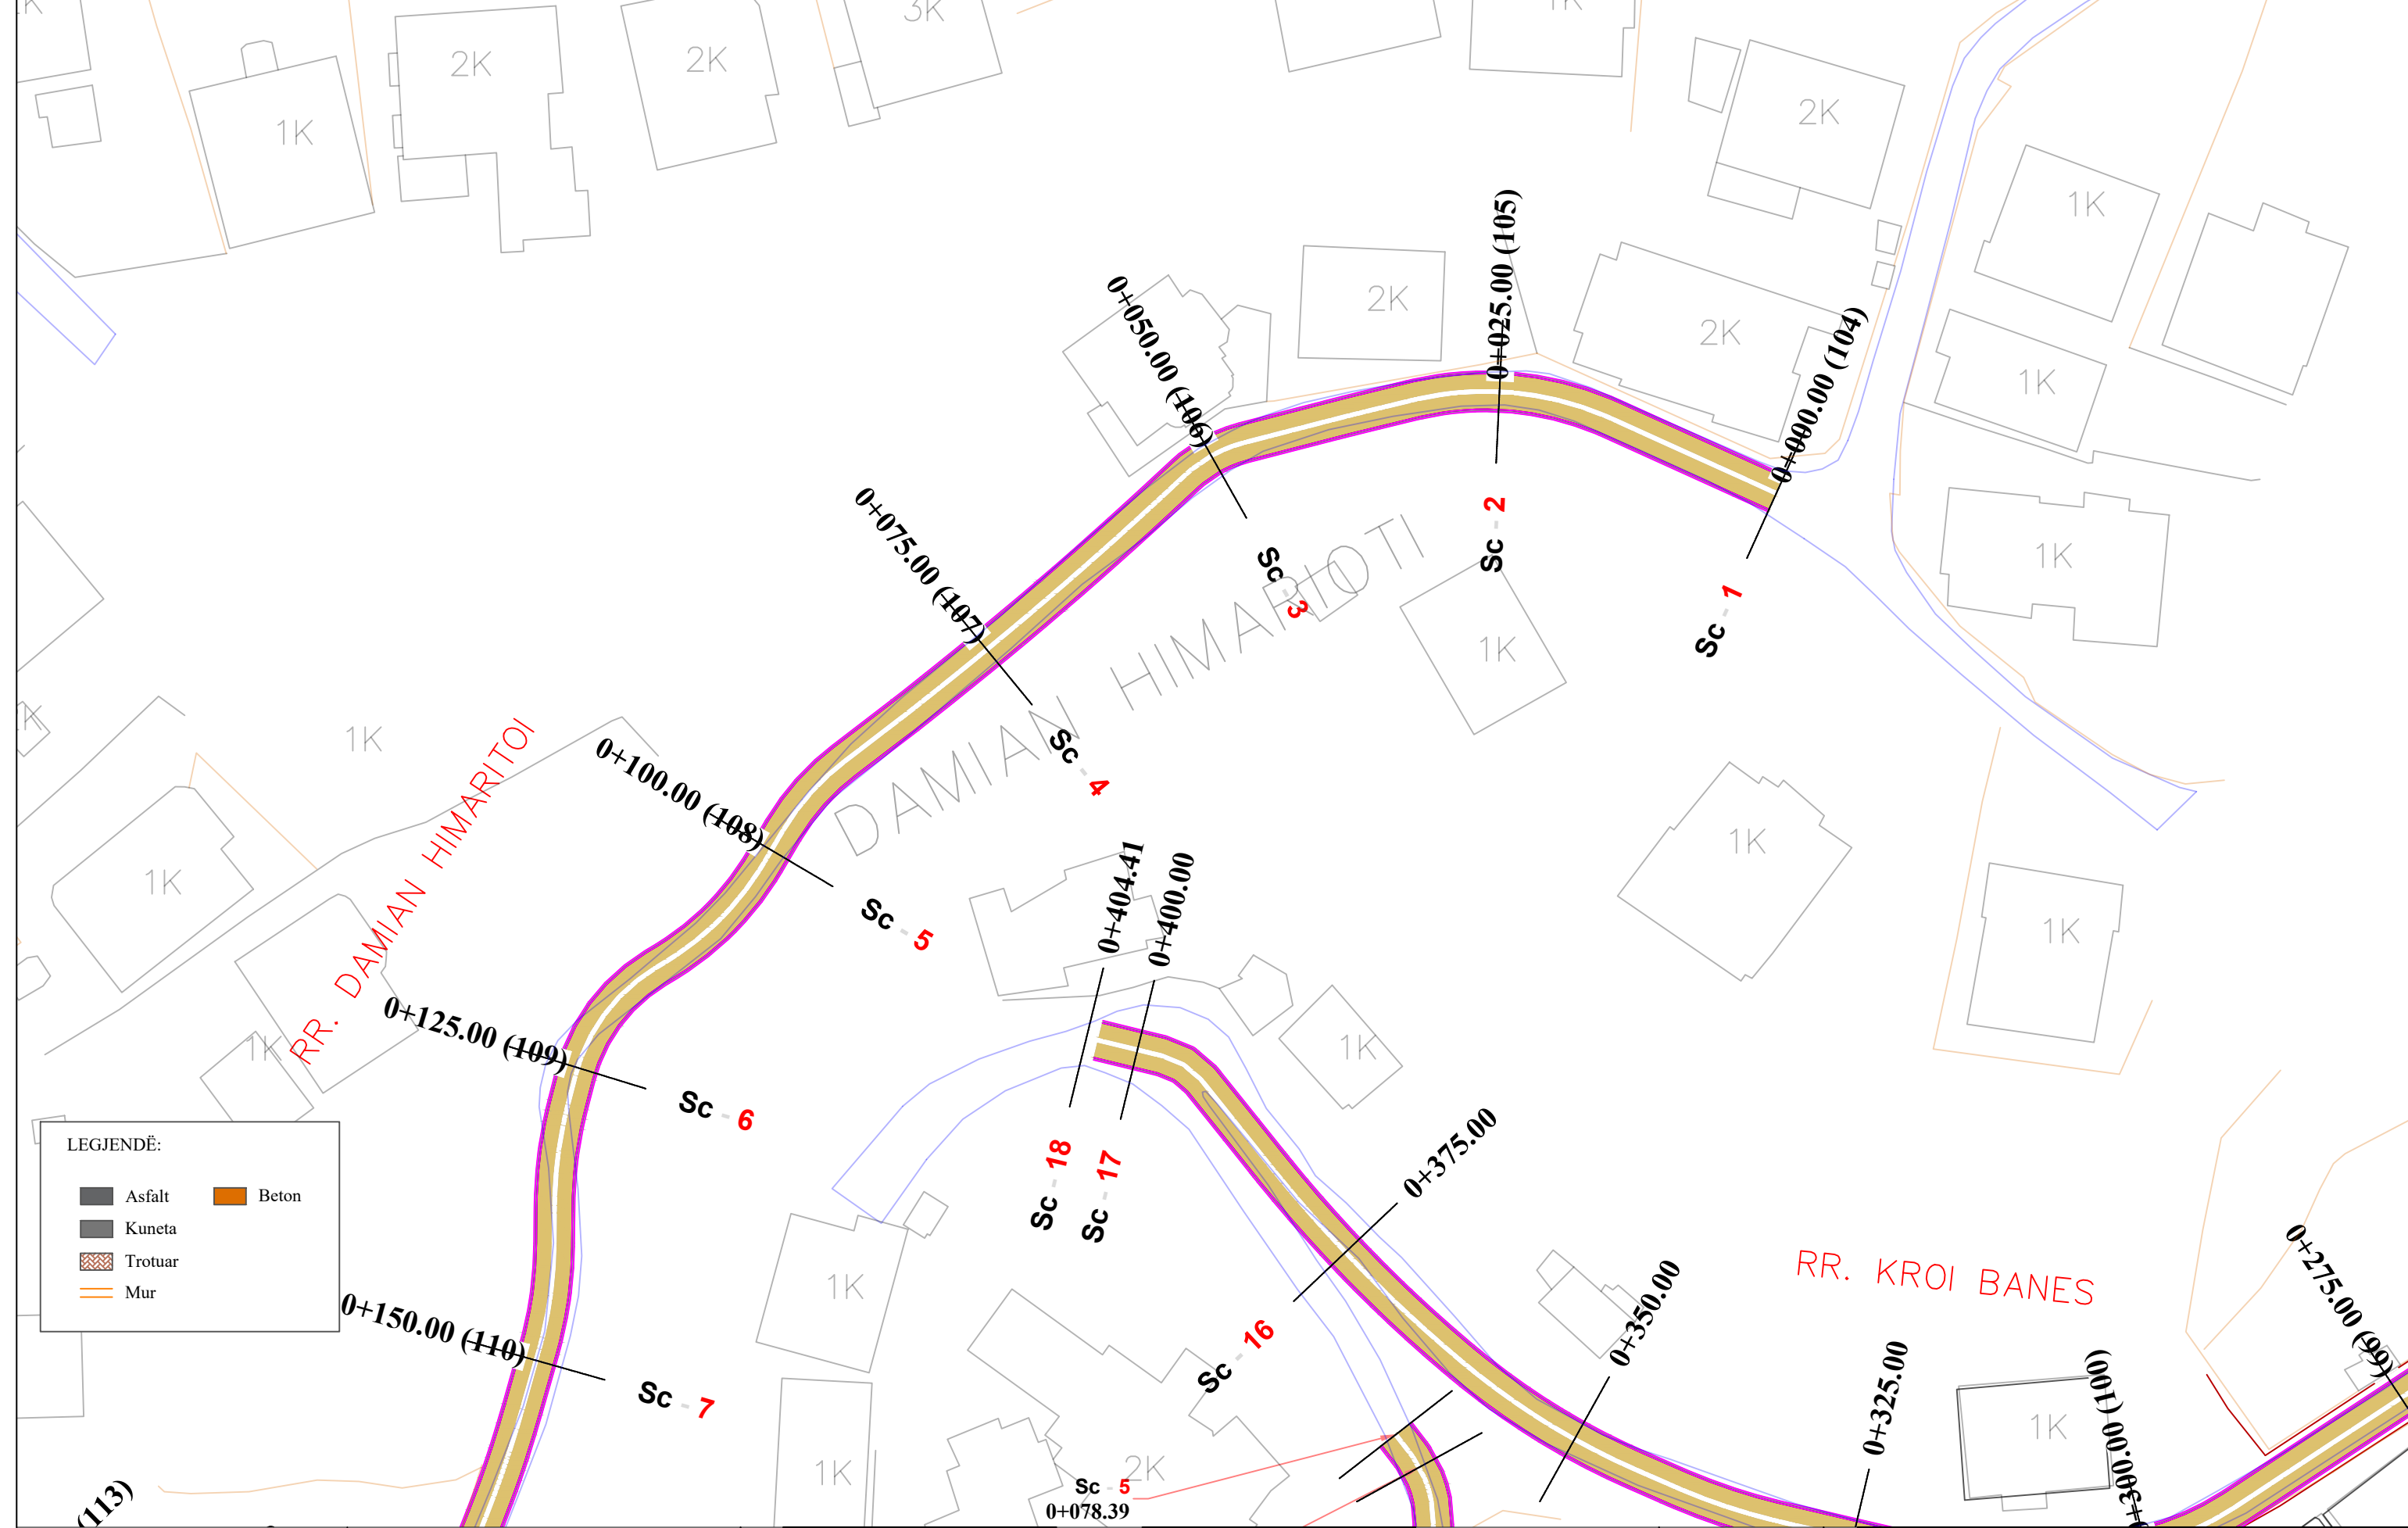 3K
1K
2K
2K
2K
1K
1K
2K
2K
1K
1K
1K
0+025.00 (105)
0+050.00 (106)
0+000.00 (104)
0+075.00 (107)
0+100.00 (108)
0+125.00 (109)
0+150.00 (110)
Sc - 1
Sc - 2
Sc - 3
Sc - 4
Sc - 5
Sc - 6
Sc - 7
DAMIAN HIMARIOTI
RR. DAMIAN HIMARITOI
1K
1K
1K
1K
1K
1K
1K
0+404.41
0+400.00
Sc - 18
Sc - 17
0+375.00
Sc - 16
0+350.00
0+325.00
RR. KROI BANES
0+275.00 (99)
0+300.00 (100)
1K
1K
1K
2K
Sc - 5
0+078.39
(113)
LEGJENDË:
Asfalt
Beton
Kuneta
Trotuar
Mur